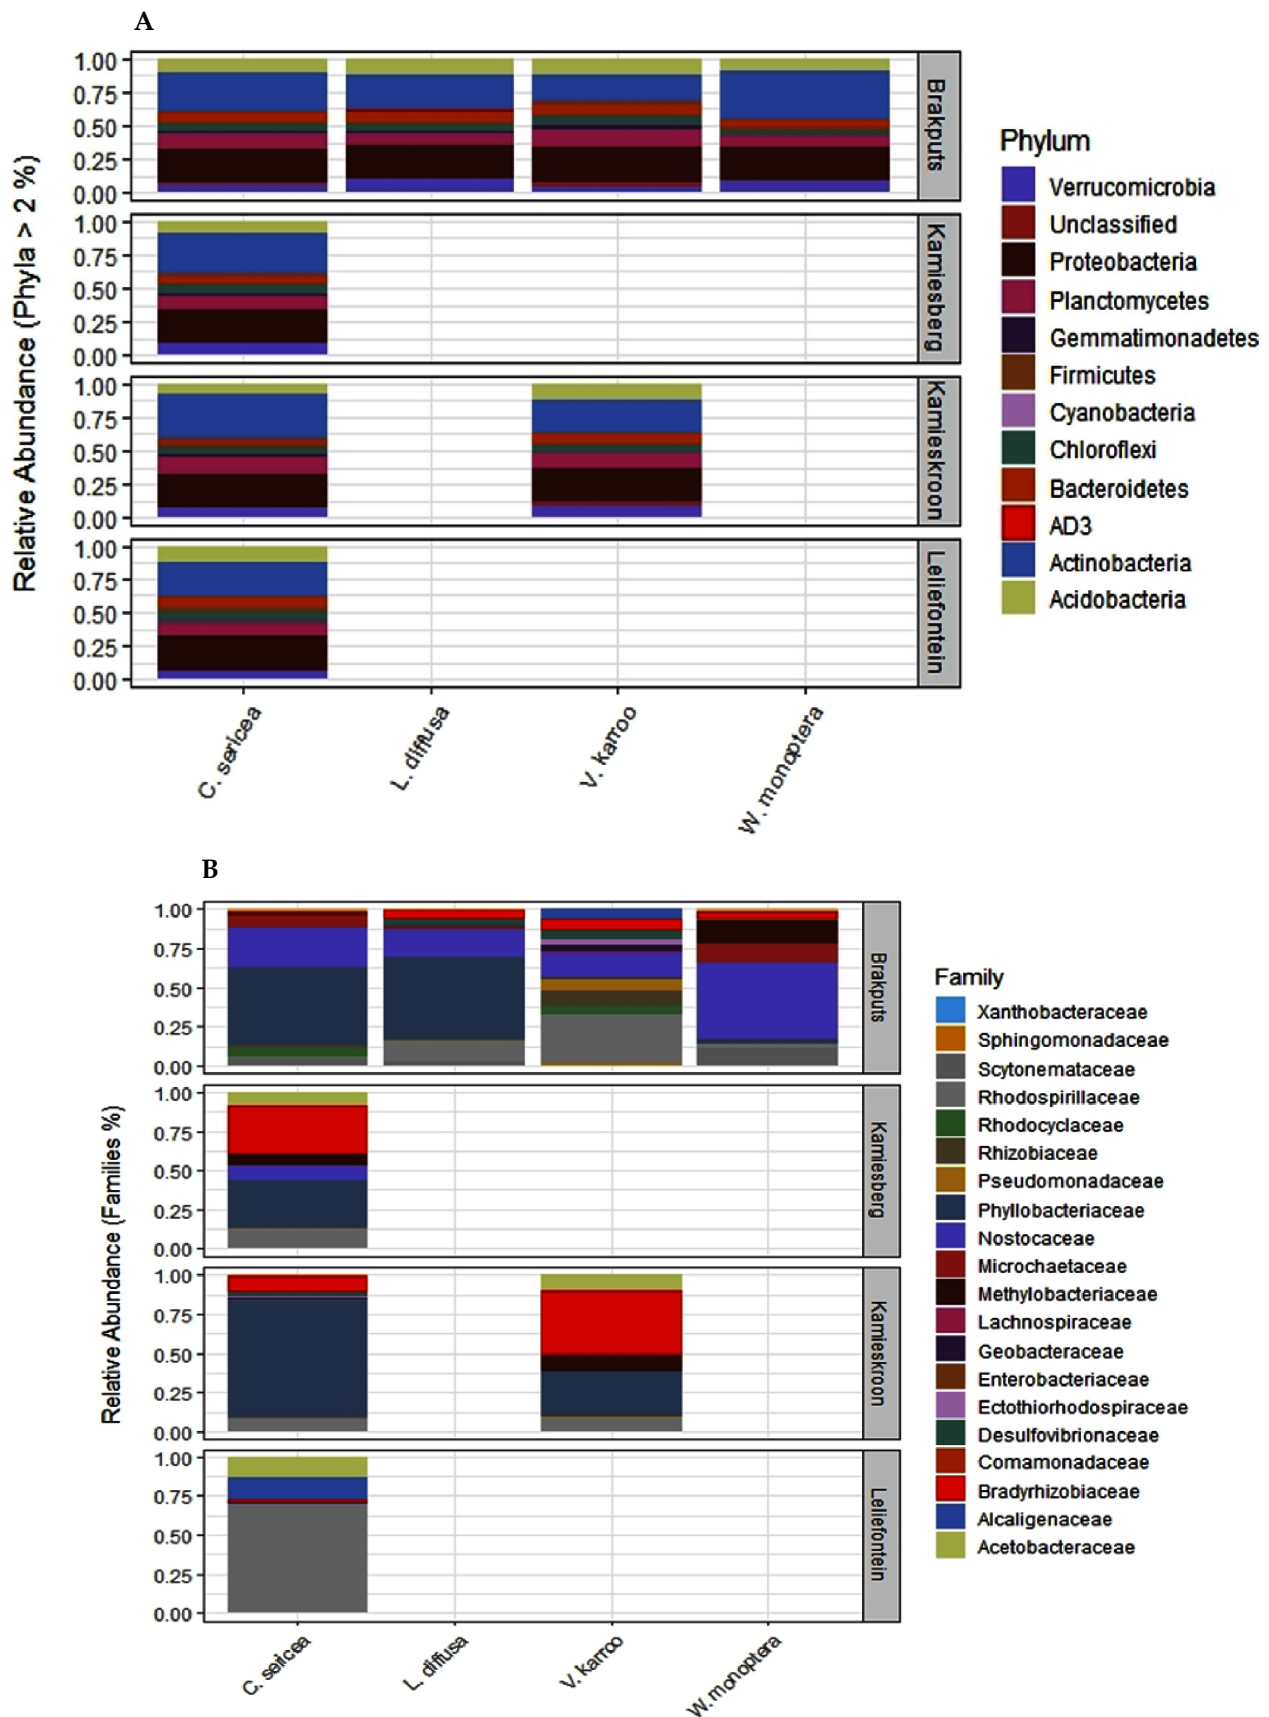 A
Relative Abundance (Phyla > 2 %)
1.00
0.75
0.50
0.25
0.00
Brakputs
1.00
0.75
0.50
0.25
0.00
Kamiesberg
1.00
0.75
0.50
0.25
0.00
Kamieskroon
1.00
0.75
0.50
0.25
0.00
Leliefontein
C. sericea
L. diffusa
V. karroo
W. monoptera
Phylum
Verrucomicrobia
Unclassified
Proteobacteria
Planctomycetes
Gemmatimonadetes
Firmicutes
Cyanobacteria
Chloroflexi
Bacteroidetes
AD3
Actinobacteria
Acidobacteria
B
Relative Abundance (Families %)
1.00
0.75
0.50
0.25
0.00
Brakputs
1.00
0.75
0.50
0.25
0.00
Kamiesberg
1.00
0.75
0.50
0.25
0.00
Kamieskroon
1.00
0.75
0.50
0.25
0.00
Leliefontein
C. sericea
L. diffusa
V. karroo
W. monoptera
Family
Xanthobacteraceae
Sphingomonadaceae
Scytonemataceae
Rhodospirillaceae
Rhodocyclaceae
Rhizobiaceae
Pseudomonadaceae
Phyllobacteriaceae
Nostocaceae
Microchaetaceae
Methylobacteriaceae
Lachnospiraceae
Geobacteraceae
Enterobacteriaceae
Ectothiorhodospiraceae
Desulfovibrionaceae
Comamonadaceae
Bradyrhizobiaceae
Alcaligenaceae
Acetobacteraceae